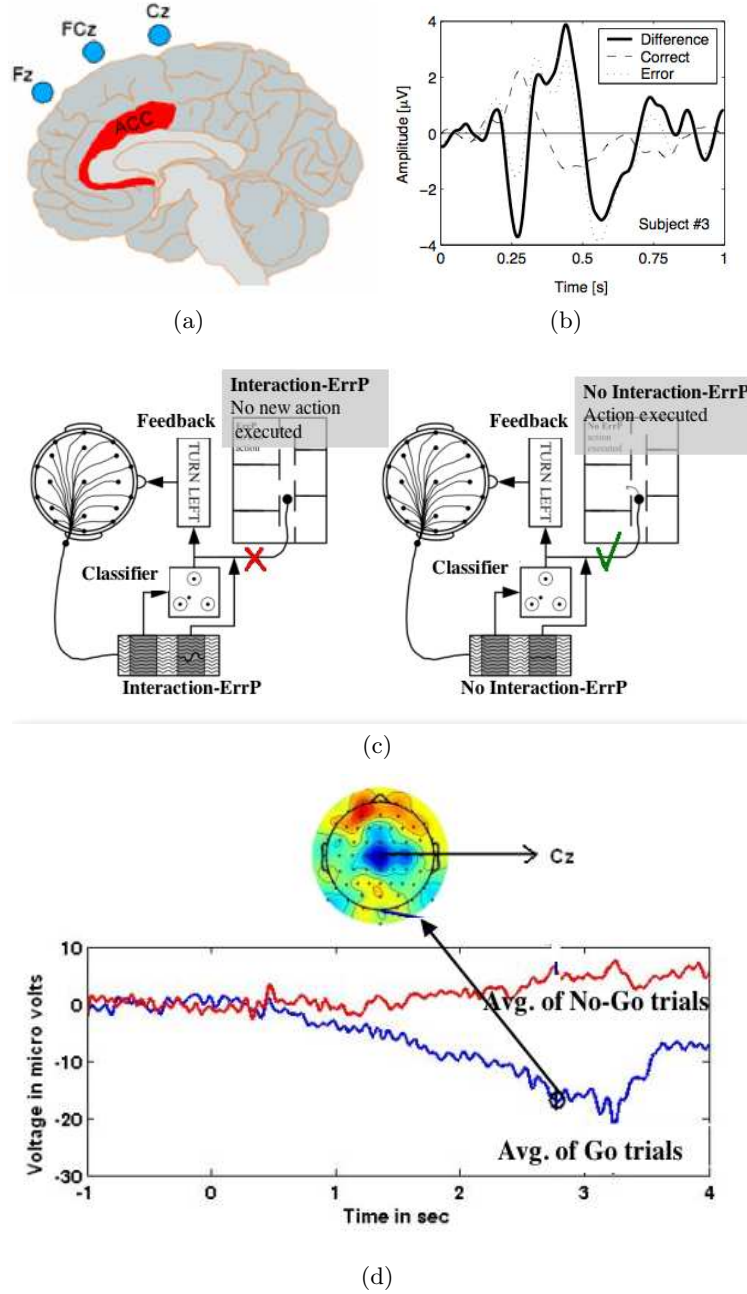 Cz
FCz
Fz
ACC
(a)
4
2
0
−2
−4
Amplitude [μV]
Difference
Correct
Error
Subject #3
0
0.25
0.5
0.75
1
Time [s]
(b)
Interaction-ErrP
No new action
executed
Feedback
TURN LEFT
Classifier
Interaction-ErrP
No Interaction-ErrP
Action executed
No ErrP
action
executed
Feedback
TURN LEFT
Classifier
No Interaction-ErrP
(c)
Cz
10
0
-10
-20
-30
Voltage in micro volts
Avg. of No-Go trials
Avg. of Go trials
-1
0
1
2
3
4
Time in sec
(d)